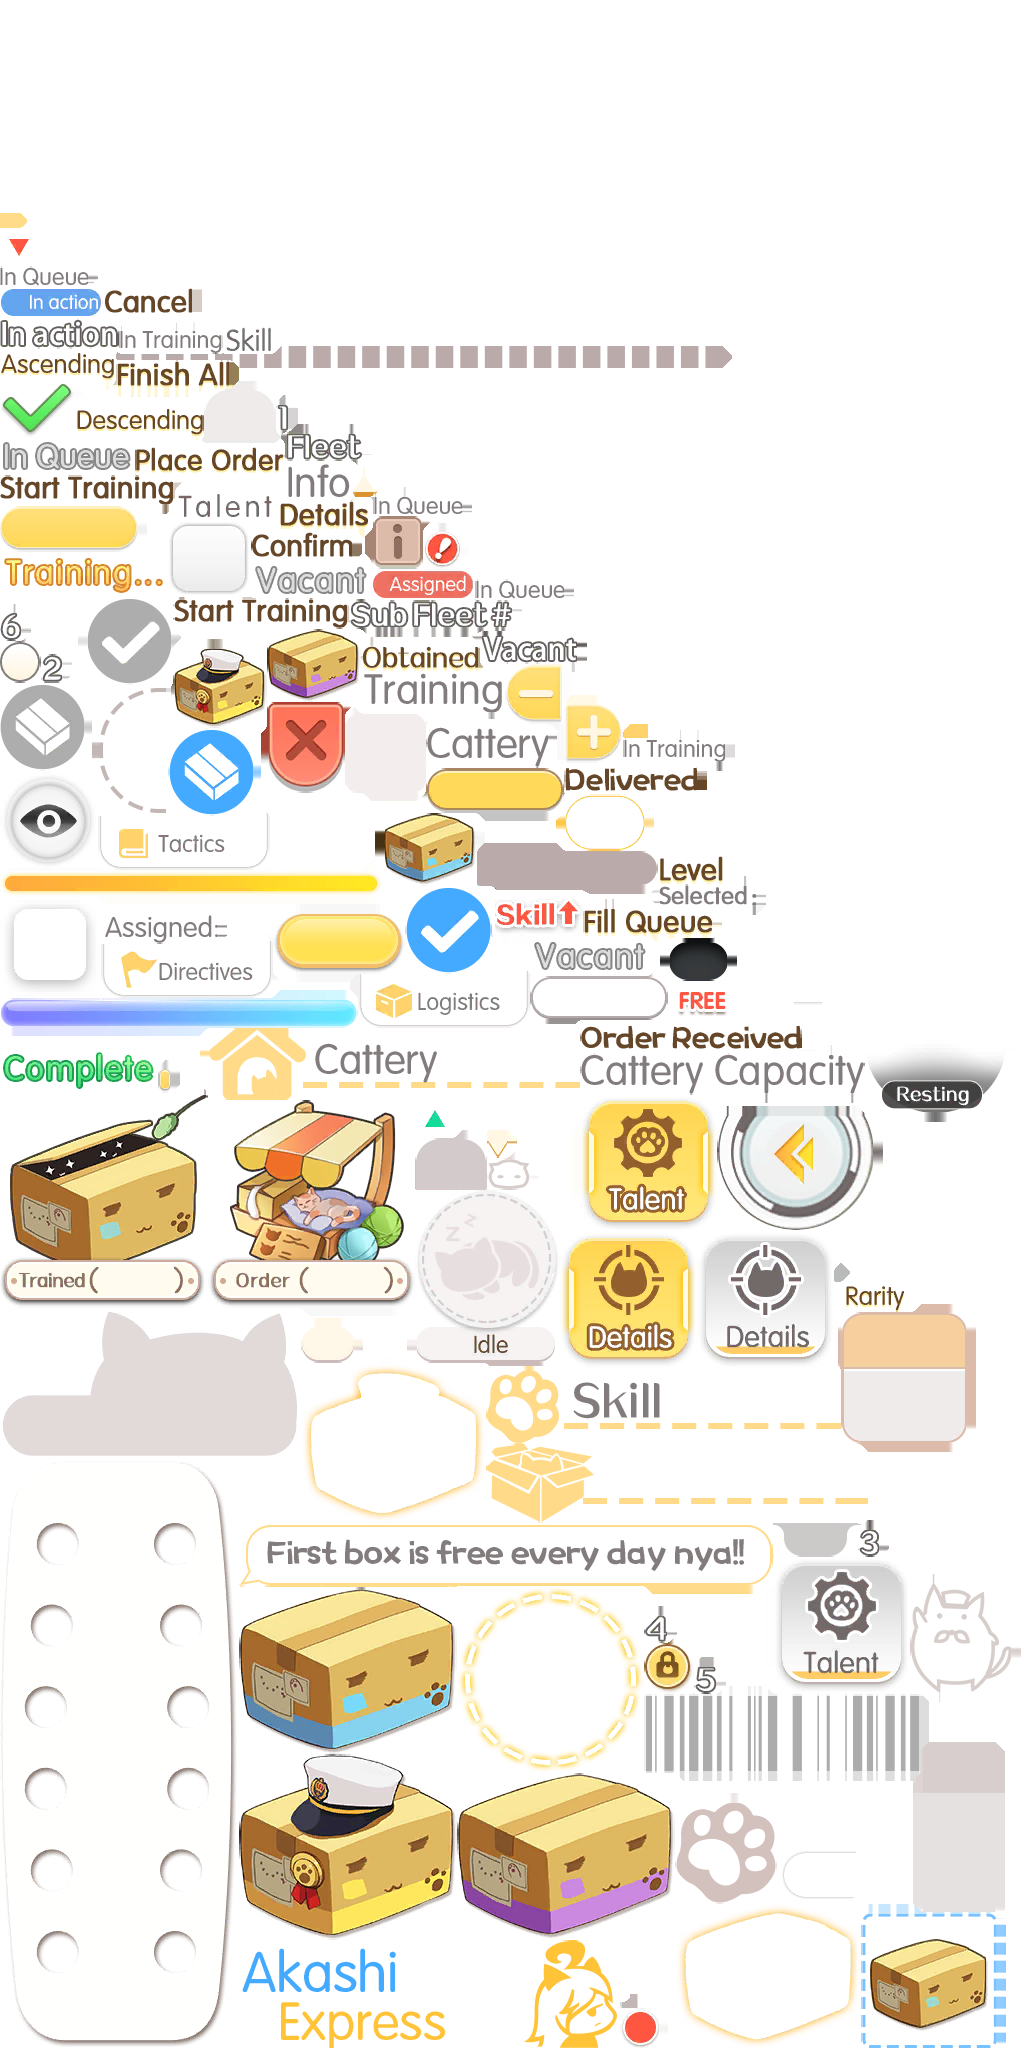 In Queue
In action
Cancel
In action
In Training
Skill
Ascending
Finish All
Descending
1
Fleet
In Queue
Place Order
Info
Start Training
Talent
In Queue
Details
Confirm
Training...
Vacant
Assigned
In Queue
Start Training
Sub Fleet #
6
Vacant
Obtained
2
Training
Cattery
In Training
Delivered
Tactics
Level
Selected:
Skill
Fill Queue
Assigned:
Vacant
Directives
Logistics
FREE
Order Received
Complete
Cattery
Cattery Capacity
Resting
Talent
Trained ( )
Order ( )
Rarity
Details
Details
Idle
Skill
First box is free every day nya!!
3
4
Talent
5
Akashi
Express